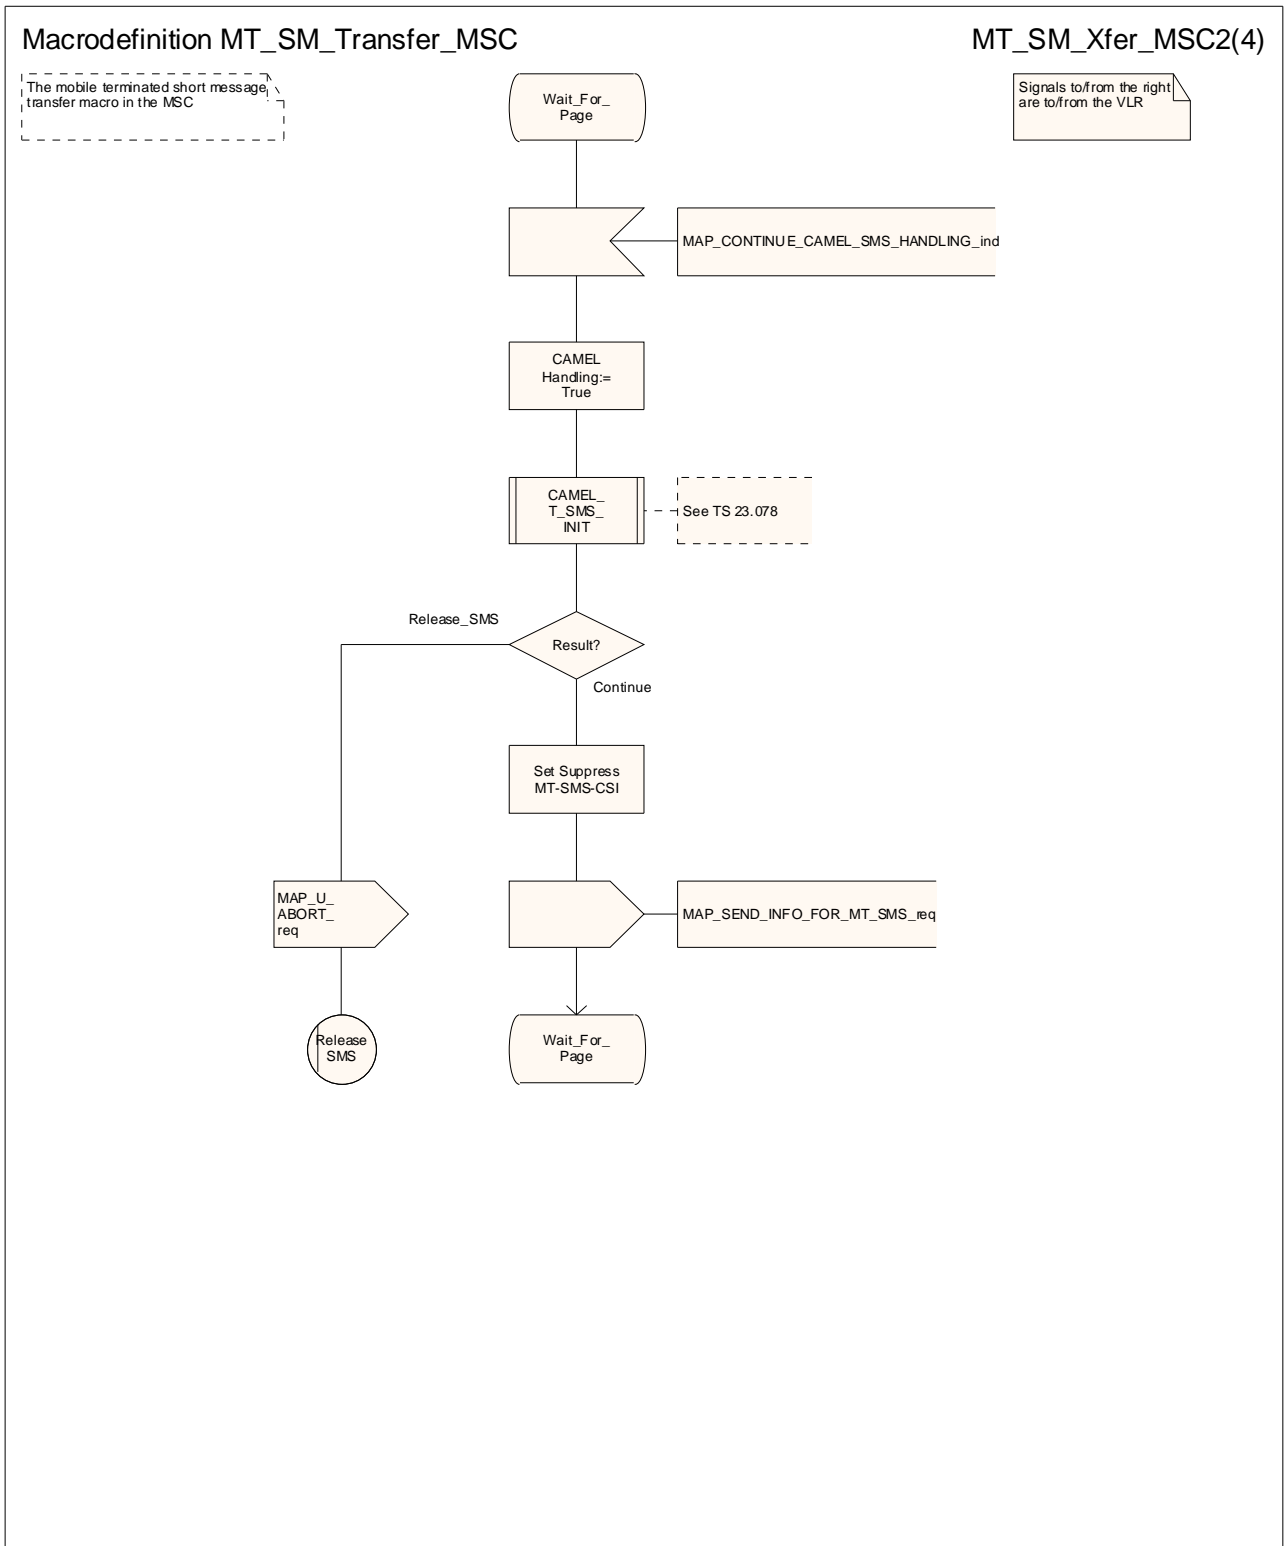 Macrodefinition MT_SM_Transfer_MSC
MT_SM_Xfer_MSC2(4)
The mobile terminated short message
transfer macro in the MSC
Wait_For_
Page
Signals to/from the right
are to/from the VLR
MAP_CONTINUE_CAMEL_SMS_HANDLING_ind
CAMEL
Handling:=
True
CAMEL_
T_SMS_
INIT
See TS 23.078
Release_SMS
Result?
Continue
Set Suppress
MT-SMS-CSI
MAP_U_
ABORT_
req
MAP_SEND_INFO_FOR_MT_SMS_req
Release
SMS
Wait_For_
Page